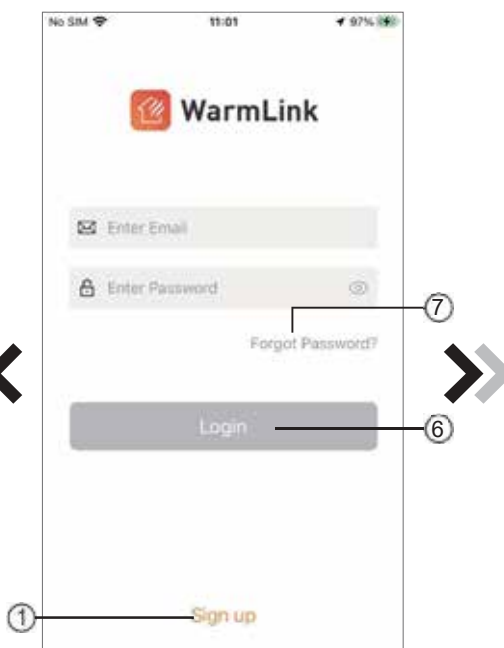 No SIM 11:01 97%
WarmLink
Enter Email
Enter Password
7
Forgot Password?
Login
6
1
Sign up